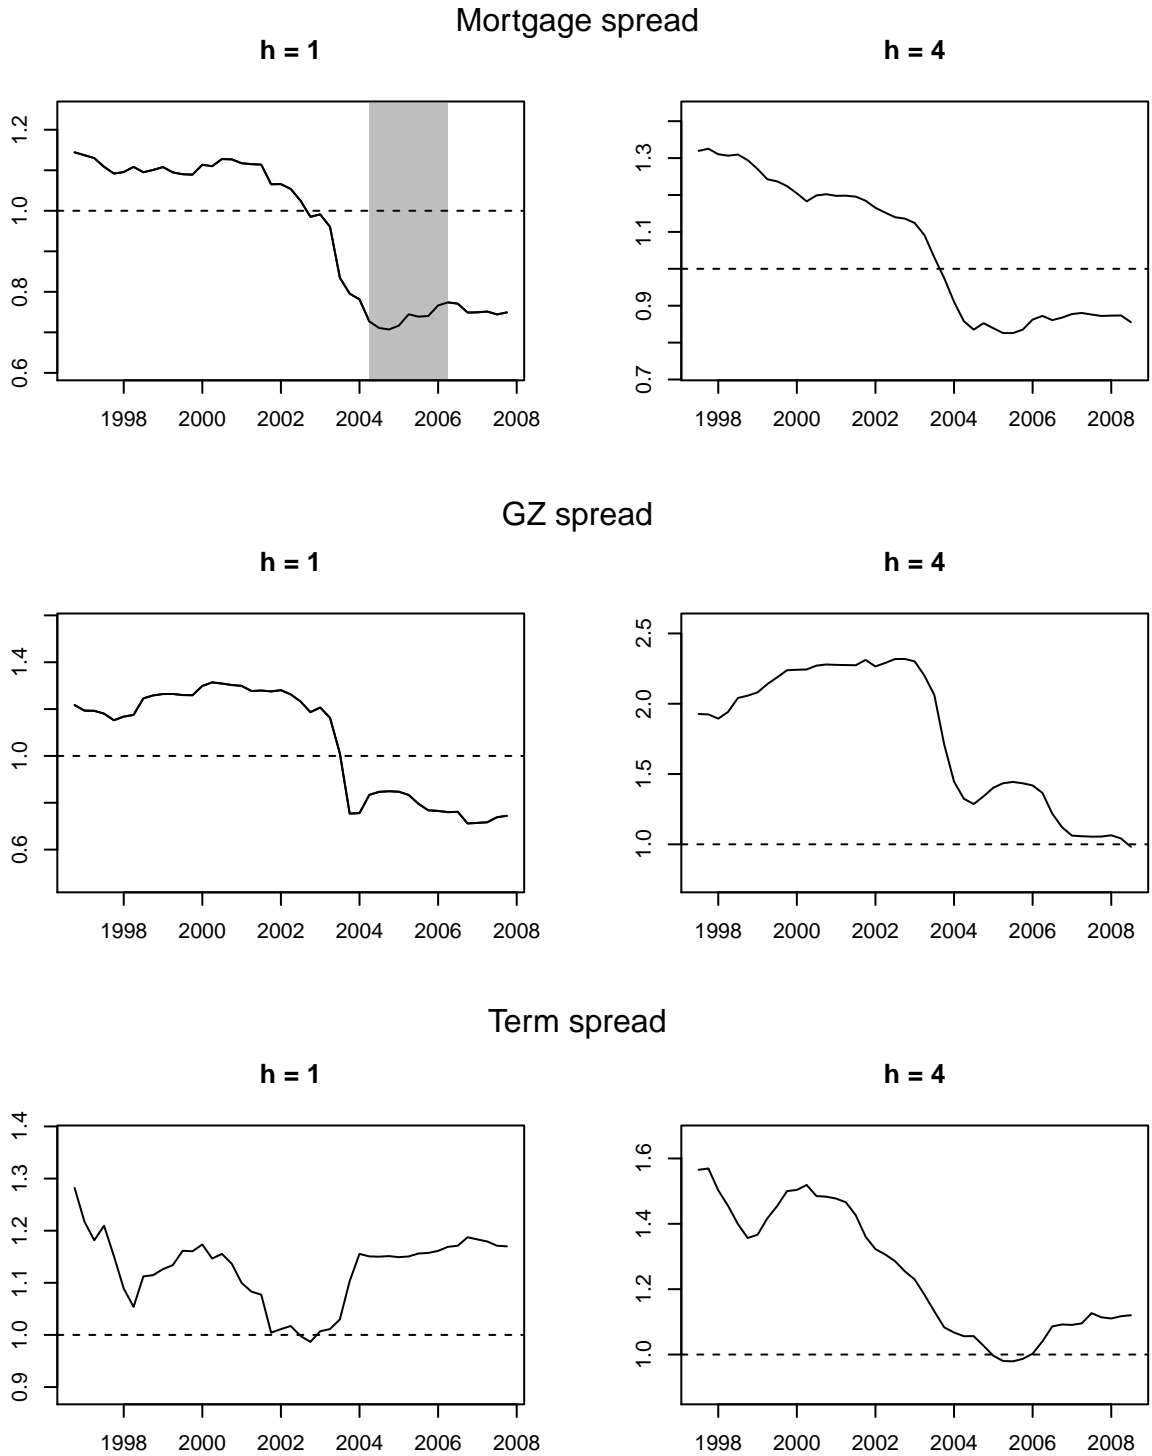 Mortgage spread
h = 1
h = 4
0.6 0.8 1.0 1.2
0.7 0.9 1.1 1.3
1998 2000 2002 2004 2006 2008
1998 2000 2002 2004 2006 2008
GZ spread
h = 1
h = 4
0.6 1.0 1.4
1.0 1.5 2.0 2.5
1998 2000 2002 2004 2006 2008
1998 2000 2002 2004 2006 2008
Term spread
h = 1
h = 4
0.9 1.0 1.1 1.2 1.3 1.4
1.0 1.2 1.4 1.6
1998 2000 2002 2004 2006 2008
1998 2000 2002 2004 2006 2008